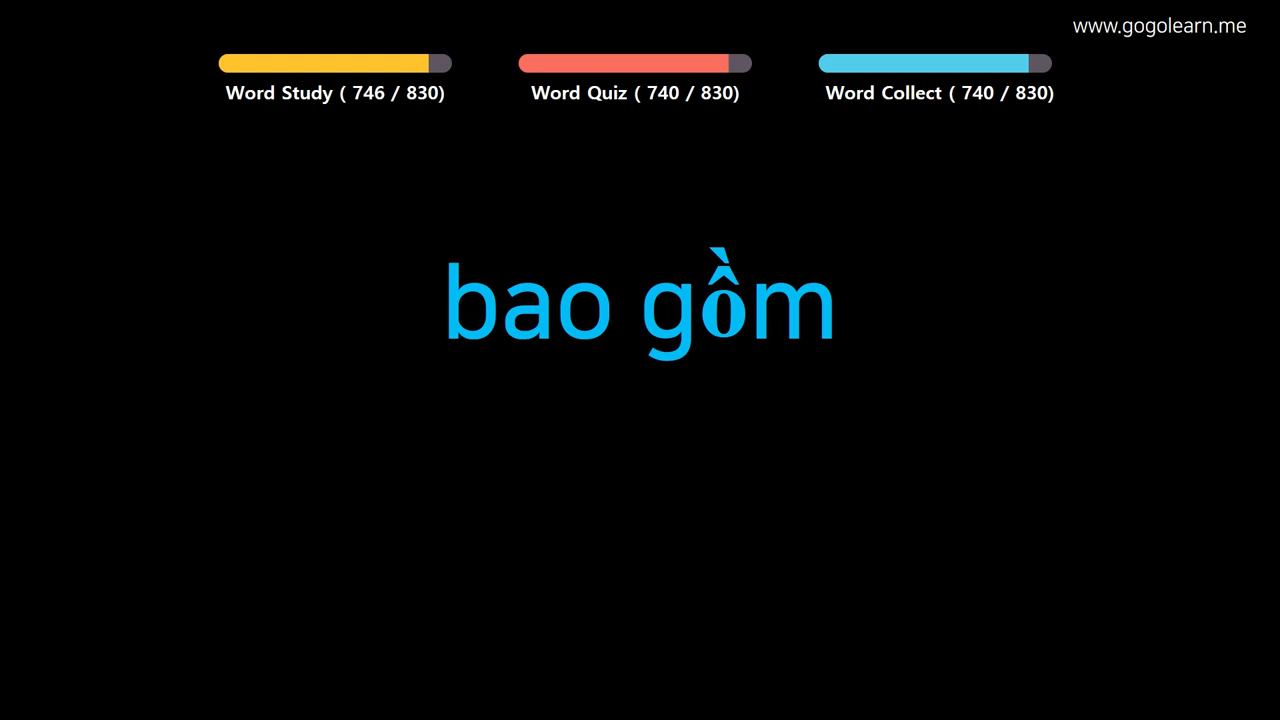 www.gogolearn.me
Word Study ( 746 / 830)
Word Quiz ( 740 / 830)
Word Collect ( 740 / 830)
bao gồm